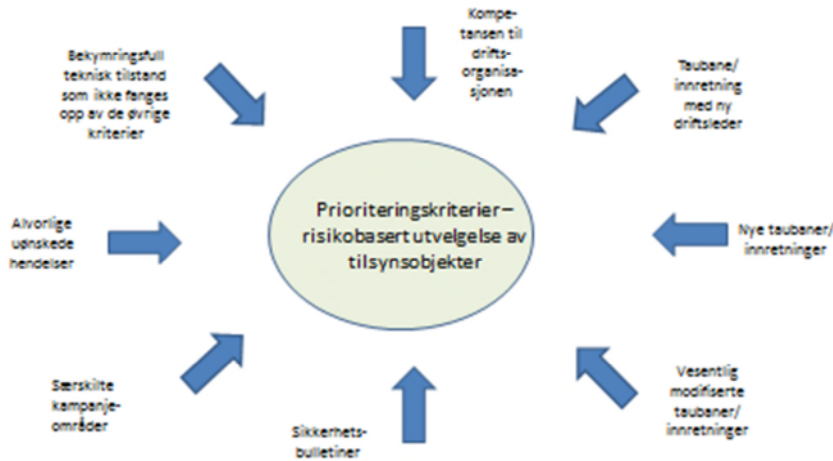 Kompe-
tansen til
drifts-
organisa-
sjonen
Taubane/
innretning
med ny
driftsleder
Nye taubaner/
innretninger
Vesentlig
modifiserte
taubaner/
innretninger
Sikkerhets-
bulletiner
Særskilte
kampanje-
områder
Alvorlige
uønskede
hendelser
Bekymringsfull
teknisk tilstand
som ikke fanges
opp av de øvrige
kriterier
Prioriteringskriterier –
risikobasert utvelgelse av
tilsynsobjekter